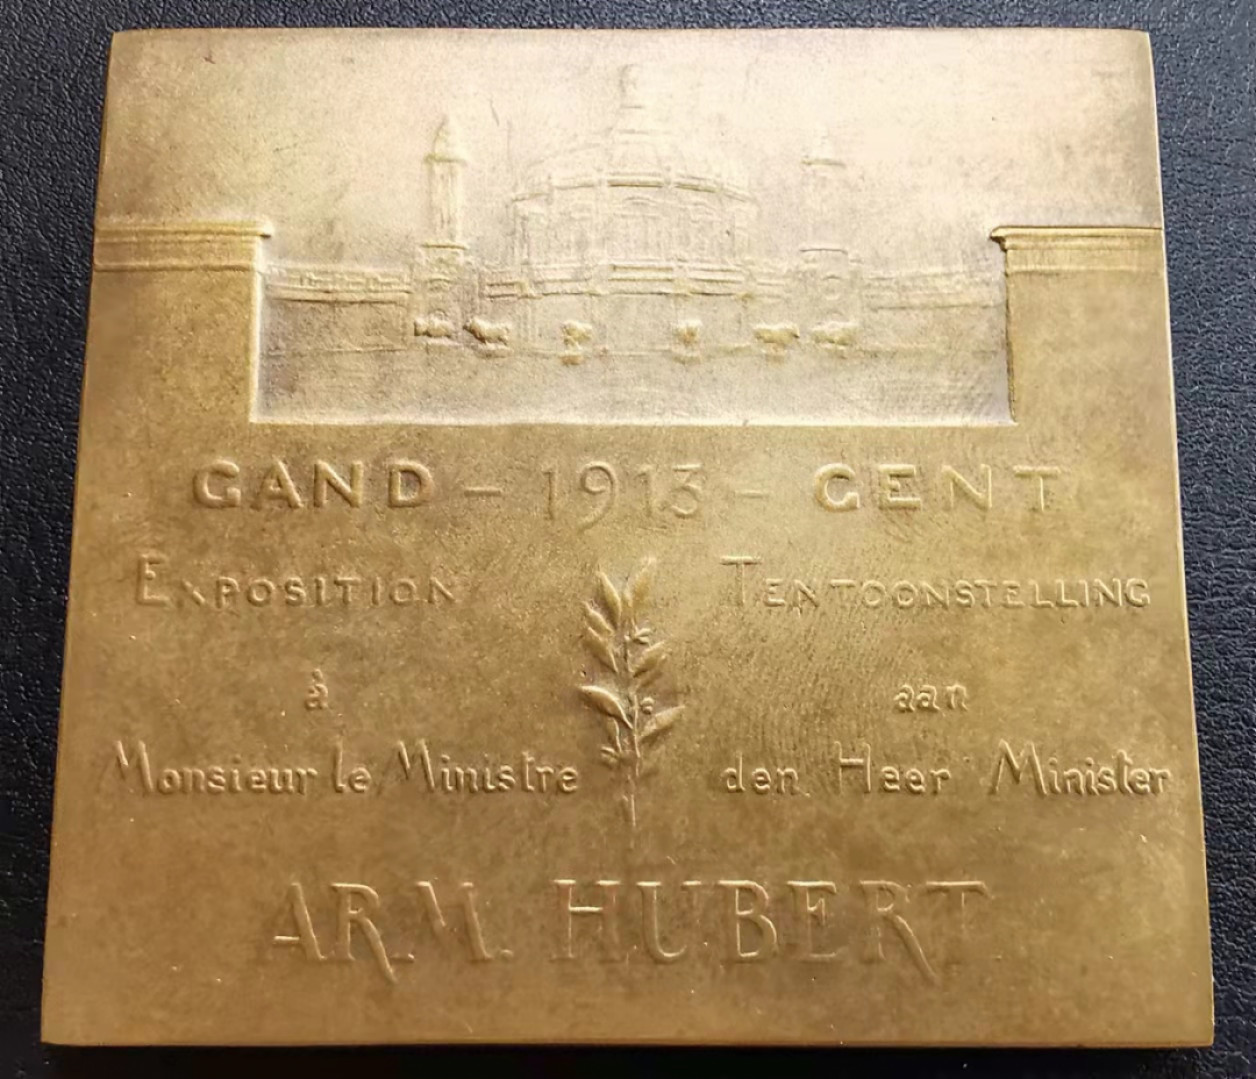 GAND - 1913 - GENT
EXPOSITION TENTOONSTELLING
à aan
Monsieur le Ministre den Heer Minister
ARM. HUBERT